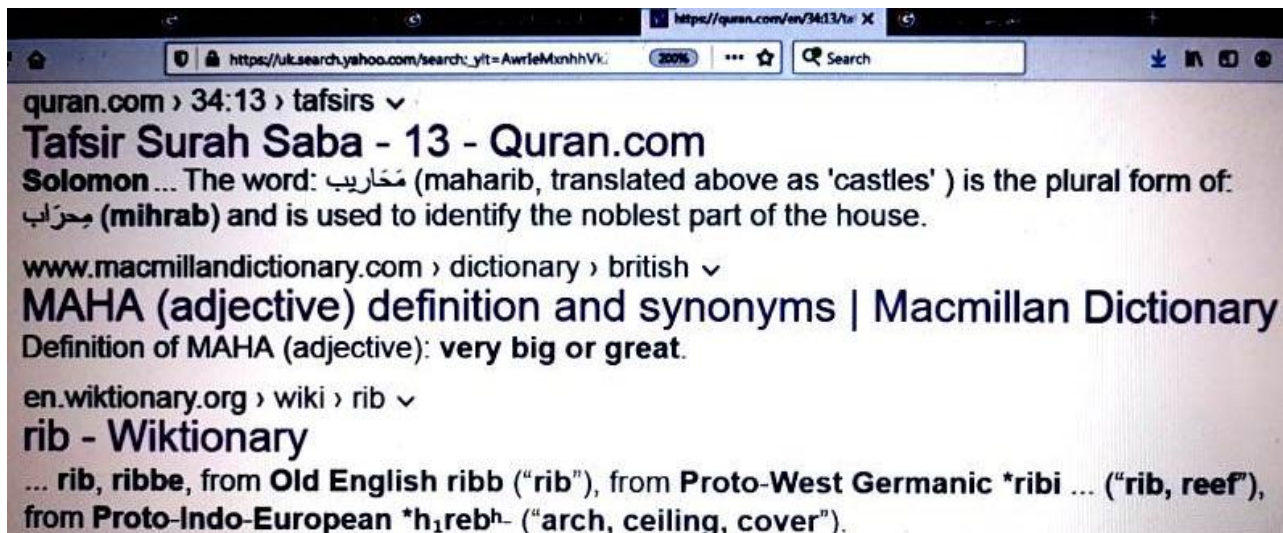 https://quran.com/en/34:13/ta
https://uk.search.yahoo.com/search;_ylt=AwrIeMxnhhVk 200% Search
quran.com › 34:13 › tafsirs
Tafsir Surah Saba - 13 - Quran.com
Solomon ... The word: مَحَاريب (maharib, translated above as 'castles' ) is the plural form of:
مِحرَاب (mihrab) and is used to identify the noblest part of the house.
www.macmillandictionary.com › dictionary › british
MAHA (adjective) definition and synonyms | Macmillan Dictionary
Definition of MAHA (adjective): very big or great.
en.wiktionary.org › wiki › rib
rib - Wiktionary
... rib, ribbe, from Old English ribb (“rib”), from Proto-West Germanic *ribi ... (“rib, reef”),
from Proto-Indo-European *h₁rebʰ- (“arch, ceiling, cover”).